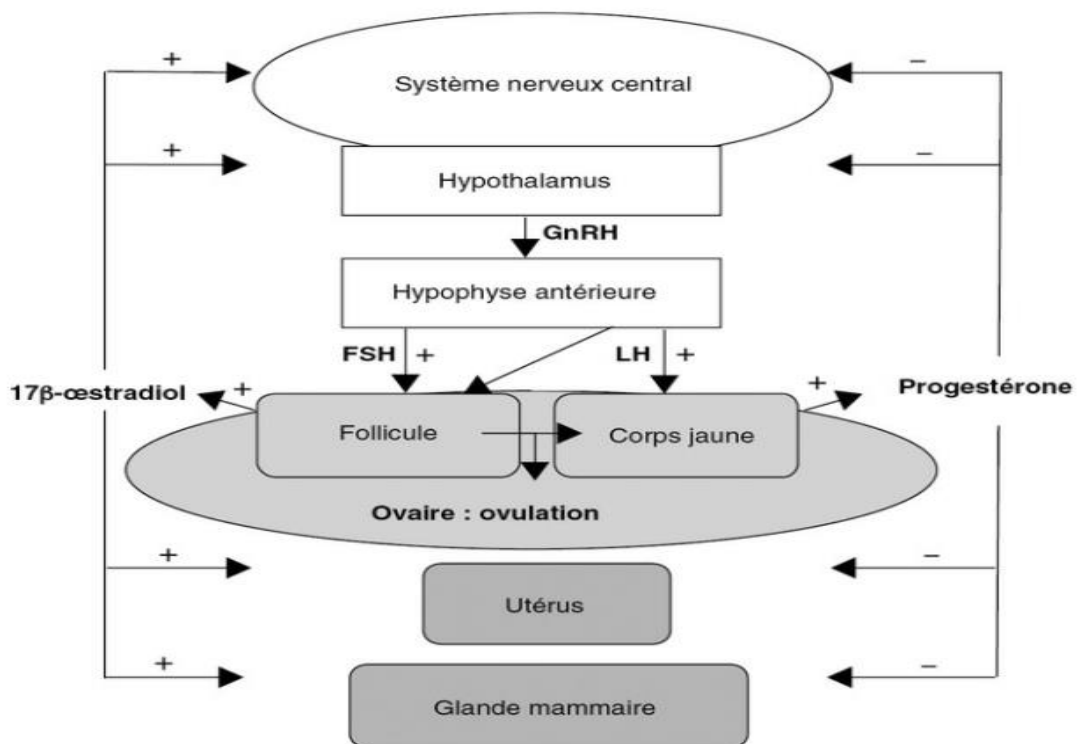 +
−
Système nerveux central
+
−
Hypothalamus
GnRH
Hypophyse antérieure
FSH + LH +
17β-œstradiol + − + Progestérone
Follicule Corps jaune
Ovaire : ovulation
+
−
Utérus
+
−
Glande mammaire